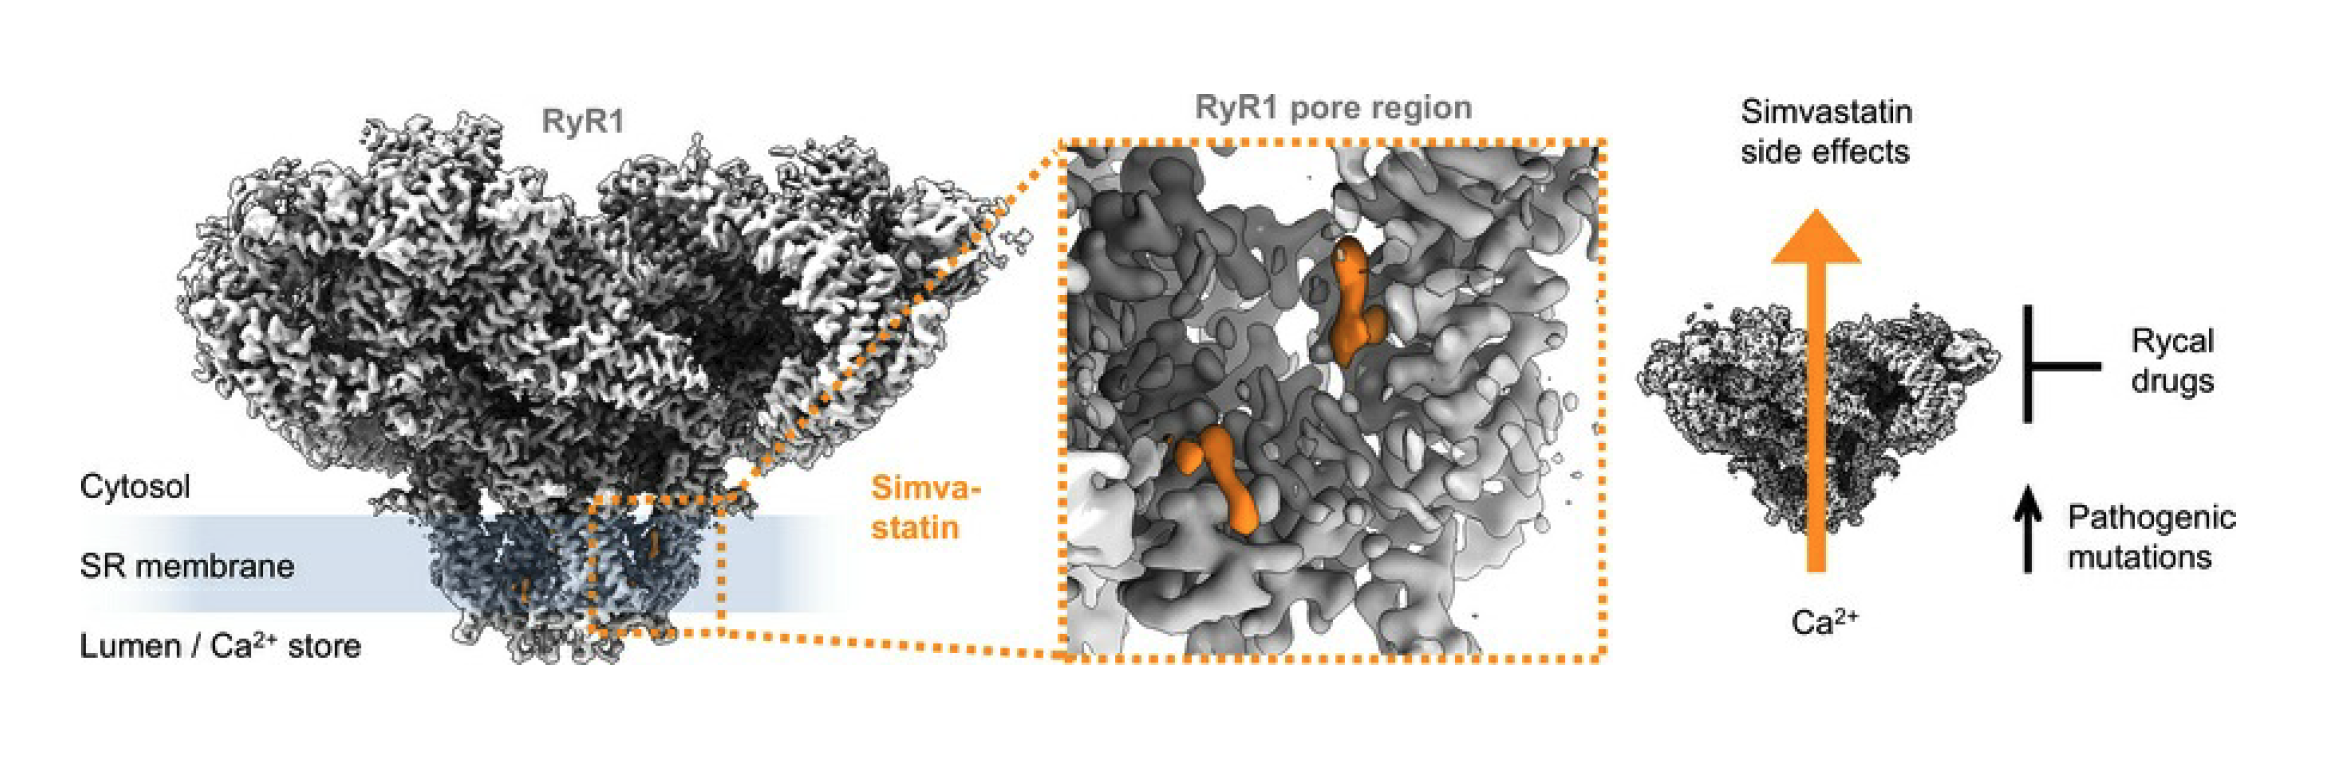 RyR1
Cytosol
SR membrane
Lumen / Ca²⁺ store
Simva-
statin
RyR1 pore region
Simvastatin
side effects
Ca²⁺
Rycal
drugs
Pathogenic
mutations